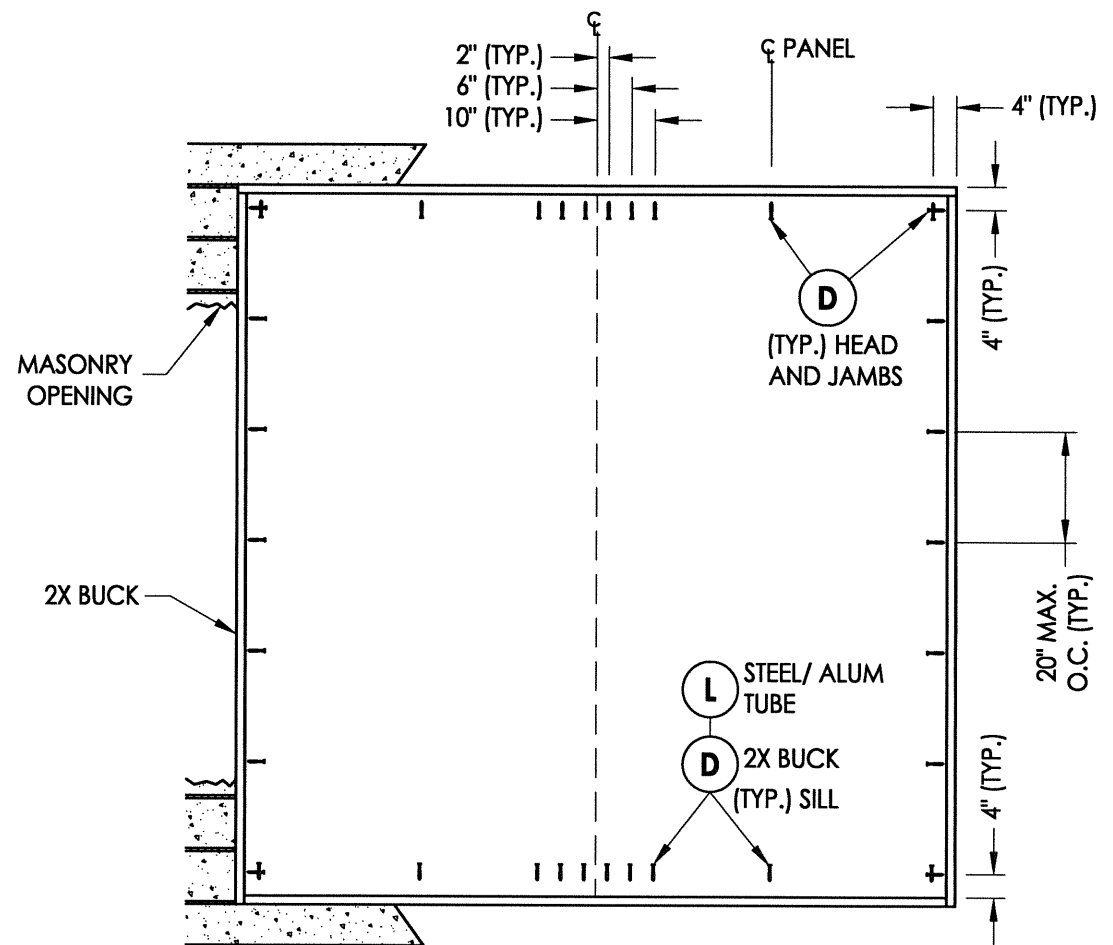 ℄
2" (TYP.)
6" (TYP.)
10" (TYP.)
℄ PANEL
4" (TYP.)
4" (TYP.)
D
(TYP.) HEAD
AND JAMBS
MASONRY
OPENING
2X BUCK
20" MAX.
O.C. (TYP.)
L
STEEL/ ALUM
TUBE
D
2X BUCK
(TYP.) SILL
4" (TYP.)